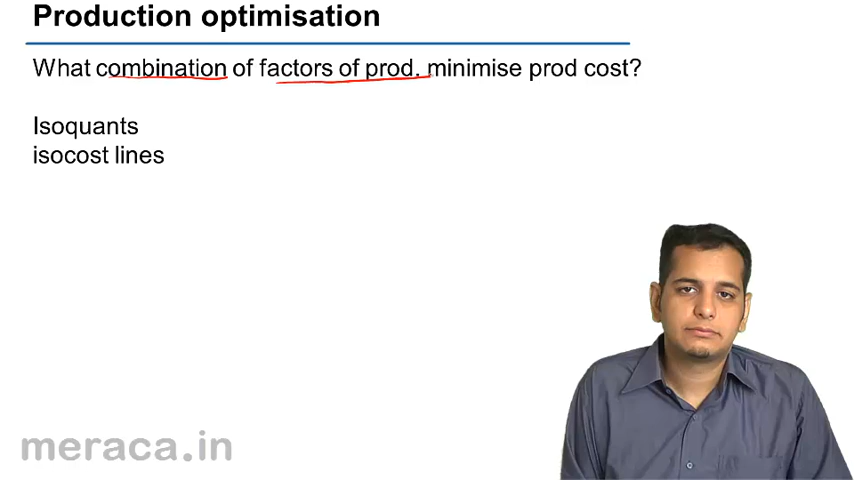 Production optimisation
What combination of factors of prod. minimise prod cost?
Isoquants
isocost lines
meraca.in